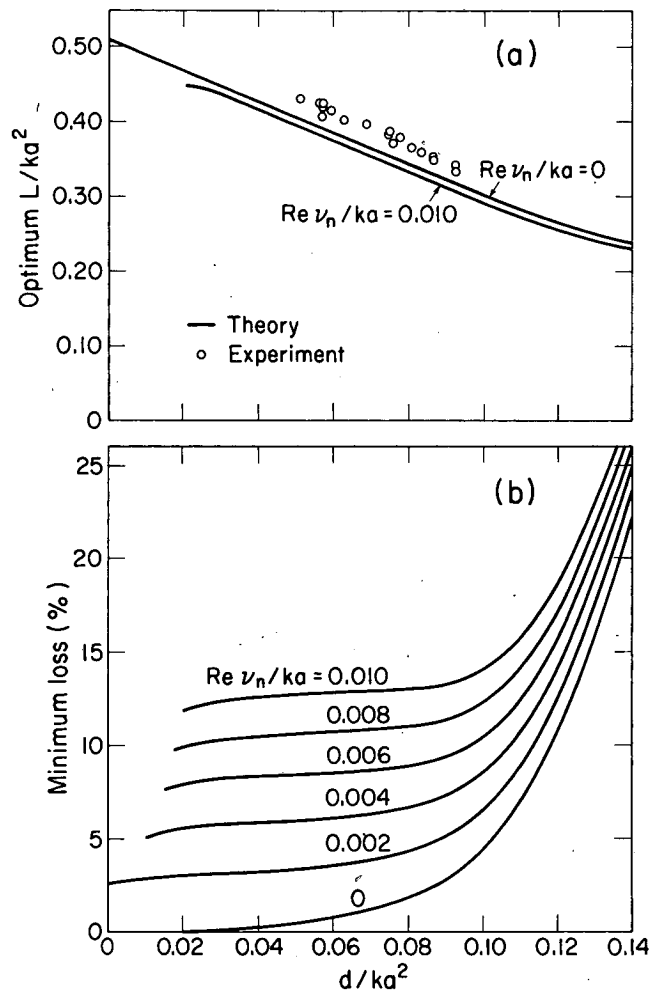 (a)
0.50
0.40
0.30
0.20
0.10
0
Optimum L/ka²
Re νn/ka = 0
Re νn/ka = 0.010
Theory
Experiment
(b)
25
20
15
10
5
0
Minimum loss (%)
Re νn/ka = 0.010
0.008
0.006
0.004
0.002
0
0 0.02 0.04 0.06 0.08 0.10 0.12 0.14
d/ka²